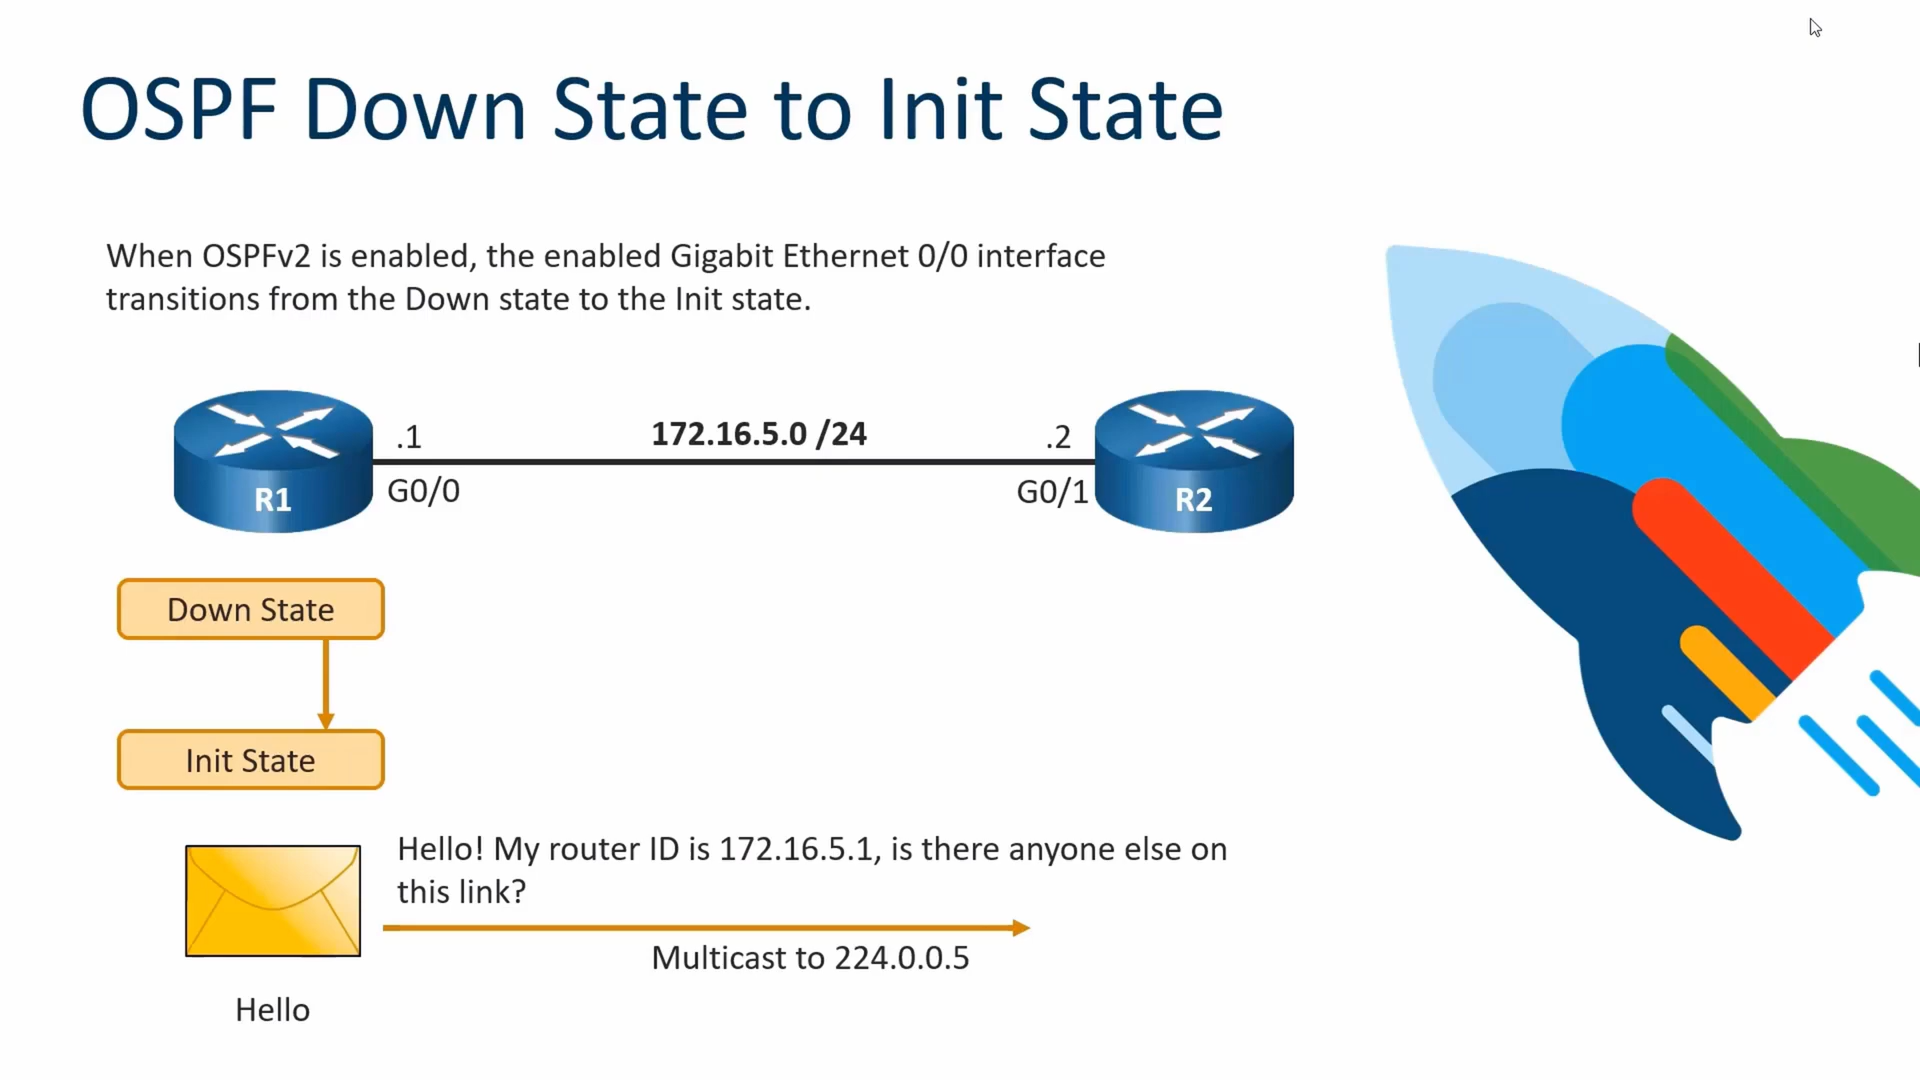 OSPF Down State to Init State
When OSPFv2 is enabled, the enabled Gigabit Ethernet 0/0 interface
transitions from the Down state to the Init state.
.1
172.16.5.0 /24
.2
R1
G0/0
G0/1
R2
Down State
Init State
Hello! My router ID is 172.16.5.1, is there anyone else on
this link?
Multicast to 224.0.0.5
Hello